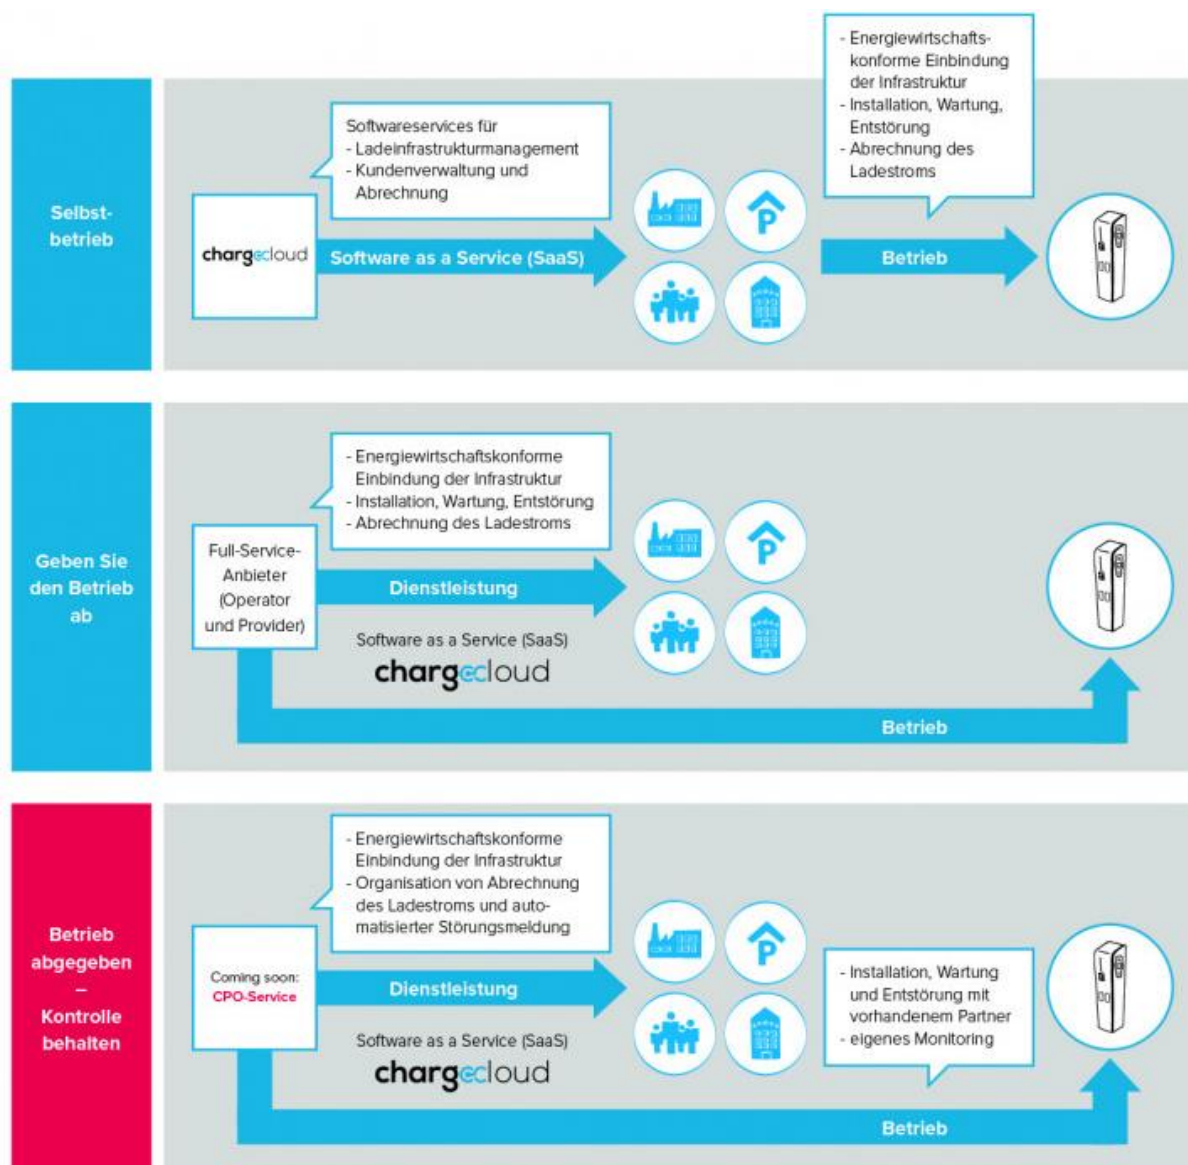 Selbst-
betrieb
chargecloud
Softwareservices für
- Ladeinfrastrukturmanagement
- Kundenverwaltung und
Abrechnung
Software as a Service (SaaS)
P
- Energiewirtschafts-
konforme Einbindung
der Infrastruktur
- Installation, Wartung,
Entstörung
- Abrechnung des
Ladestroms
Betrieb
Geben Sie
den Betrieb
ab
Full-Service-
Anbieter
(Operator
und Provider)
- Energiewirtschaftskonforme
Einbindung der Infrastruktur
- Installation, Wartung, Entstörung
- Abrechnung des Ladestroms
Dienstleistung
Software as a Service (SaaS)
chargecloud
P
Betrieb
Betrieb
abgegeben
–
Kontrolle
behalten
Coming soon:
CPO-Service
- Energiewirtschaftskonforme
Einbindung der Infrastruktur
- Organisation von Abrechnung
des Ladestroms und auto-
matisierter Störungsmeldung
Dienstleistung
Software as a Service (SaaS)
chargecloud
P
- Installation, Wartung
und Entstörung mit
vorhandenem Partner
- eigenes Monitoring
Betrieb